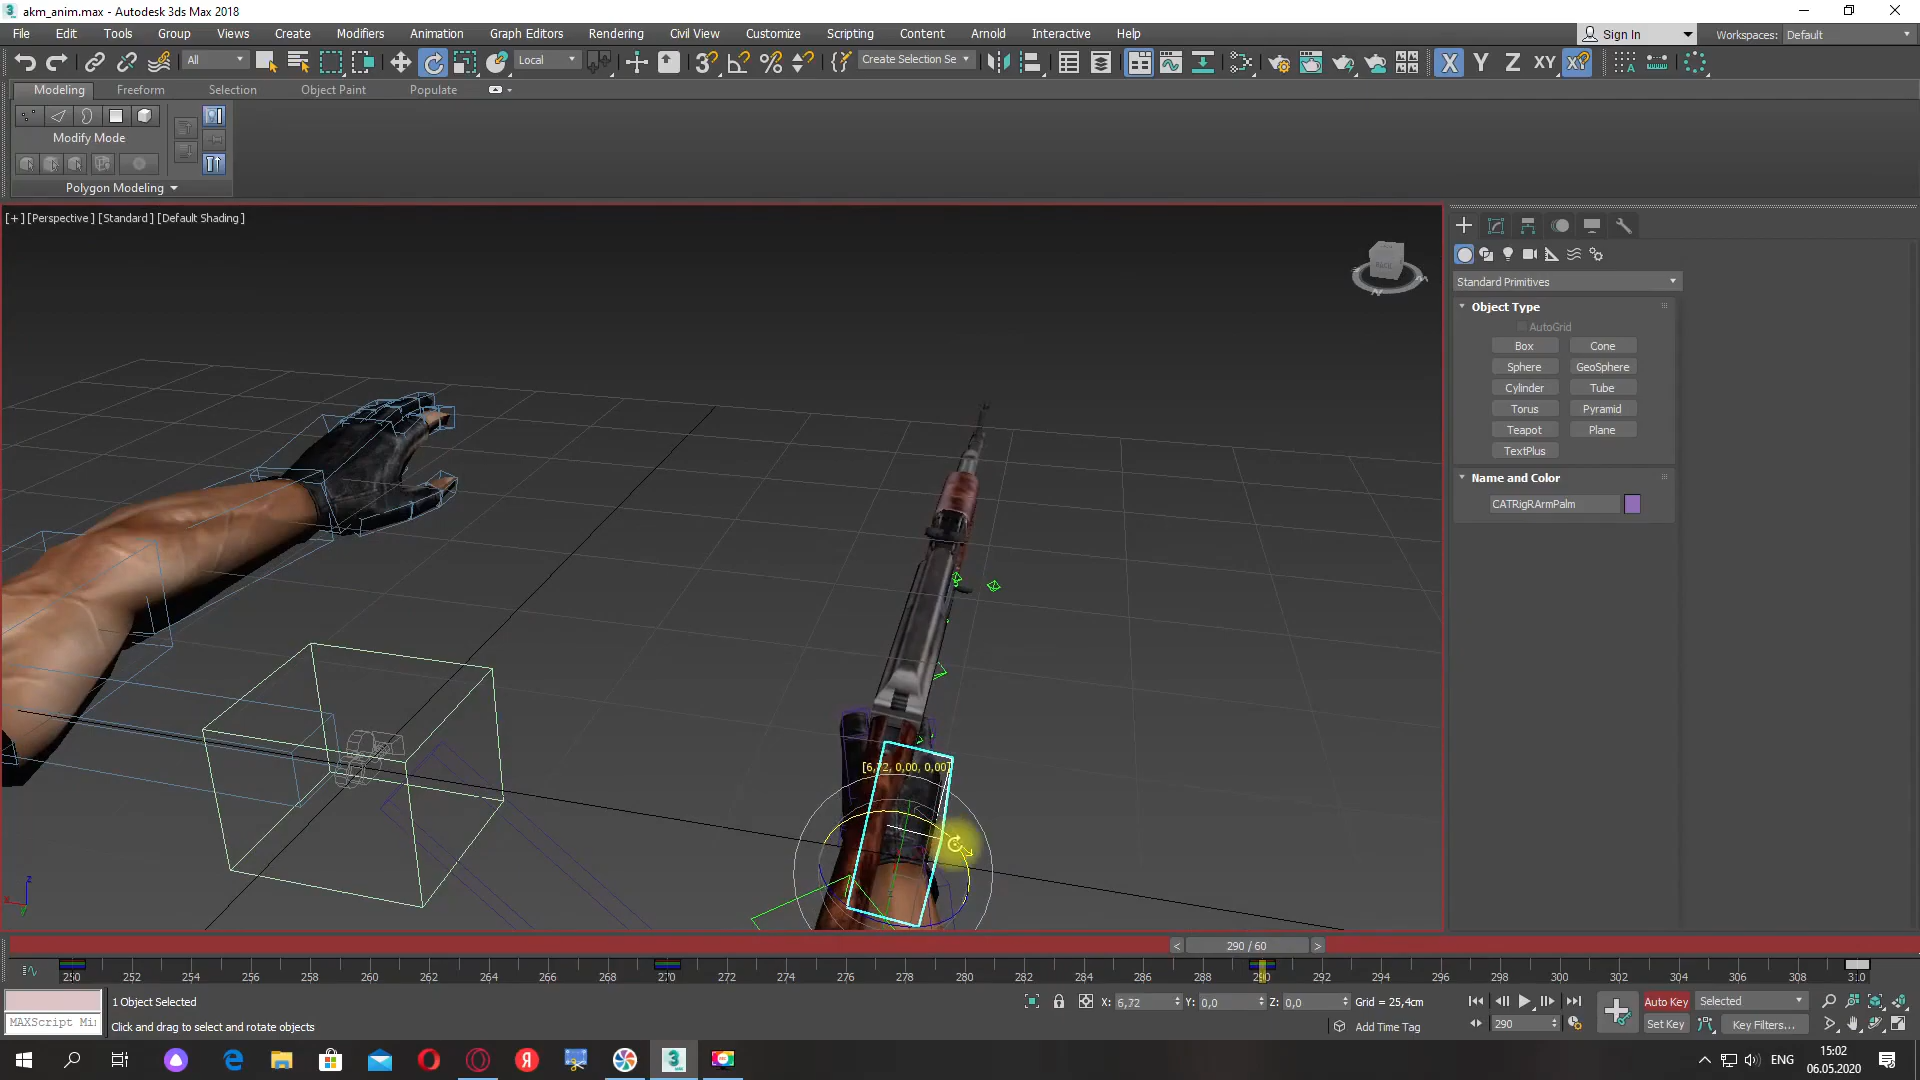 akm_anim.max - Autodesk 3ds Max 2018
File Edit Tools Group Views Create Modifiers Animation Graph Editors Rendering Civil View Customize Scripting Content Arnold Interactive Help
Sign In
Workspaces: Default
All
Local
Create Selection Se
X Y Z XY XY
Modeling Freeform Selection Object Paint Populate
Modify Mode
Polygon Modeling
[+] [Perspective] [Standard] [Default Shading]
Standard Primitives
Object Type
AutoGrid
Box Cone
Sphere GeoSphere
Cylinder Tube
Torus Pyramid
Teapot Plane
TextPlus
Name and Color
CATRigRArmPalm
[6,72, 0,00, 0,00]
< 290 / 60 >
250 252 254 256 258 260 262 264 266 268 270 272 274 276 278 280 282 284 286 288 290 292 294 296 298 300 302 304 306 308 310
1 Object Selected
X: 6,72 Y: 0,0 Z: 0,0 Grid = 25,4cm
Auto Key Selected
MAXScript Mi
Click and drag to select and rotate objects
Add Time Tag
290
Set Key Key Filters...
ENG
15:02
06.05.2020